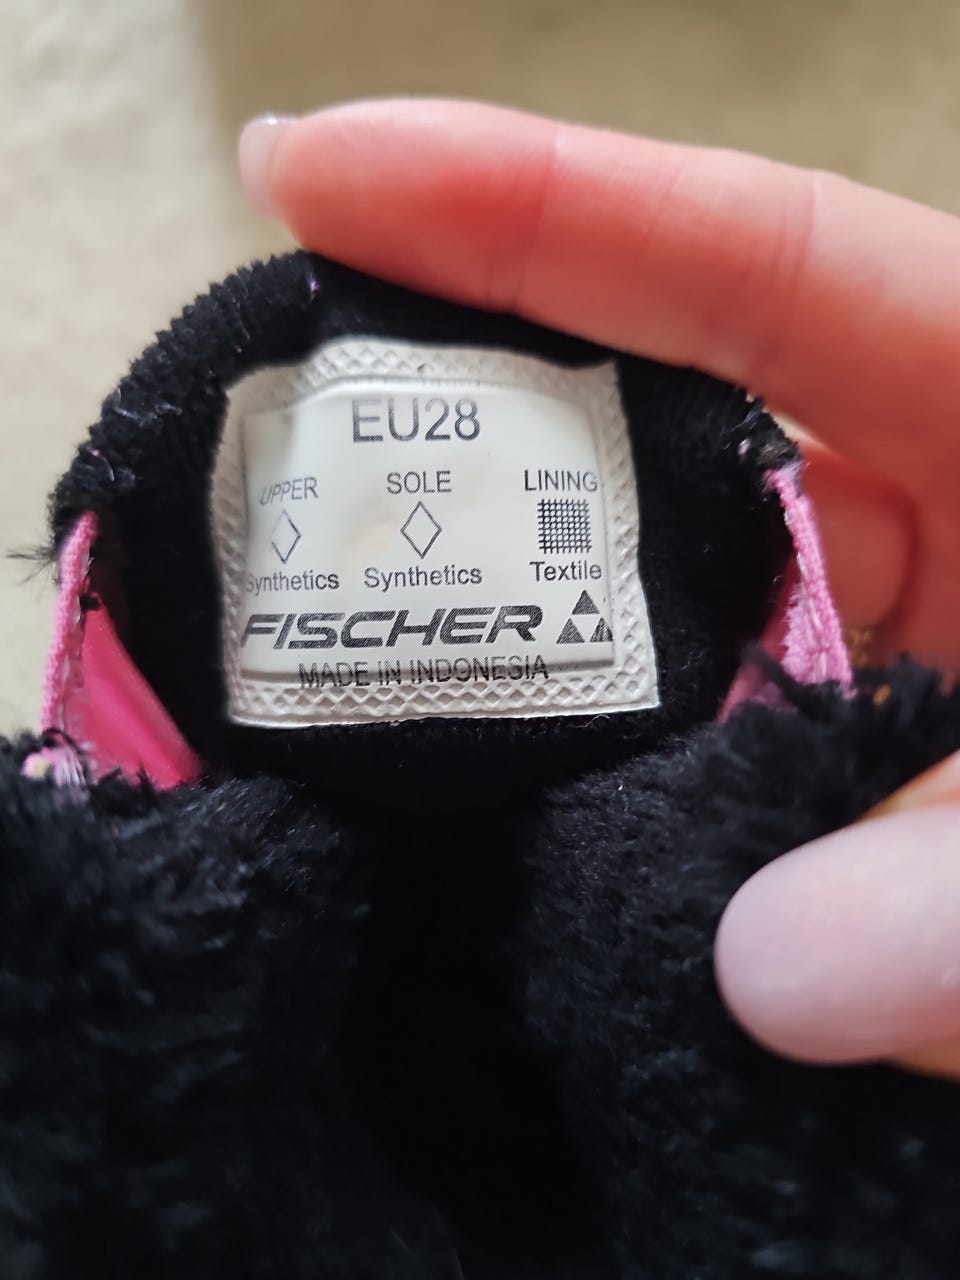 EU28
UPPER SOLE LINING
Synthetics Synthetics Textile
FISCHER
MADE IN INDONESIA